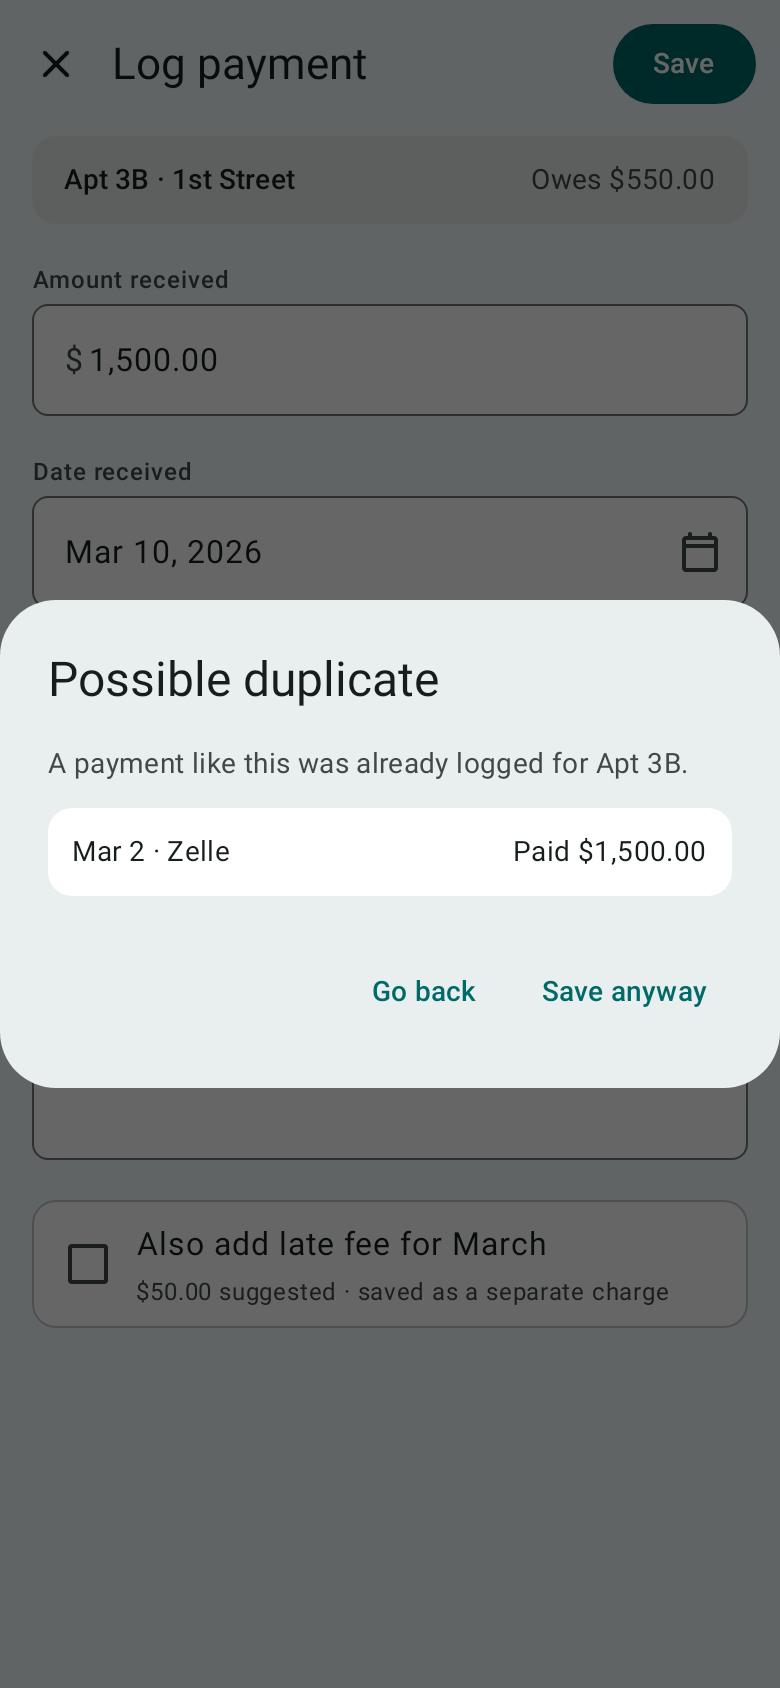 Log payment
Save
Apt 3B · 1st Street
Owes $550.00
Amount received
$ 1,500.00
Date received
Mar 10, 2026
Possible duplicate
A payment like this was already logged for Apt 3B.
Mar 2 · Zelle
Paid $1,500.00
Go back
Save anyway
Also add late fee for March
$50.00 suggested · saved as a separate charge